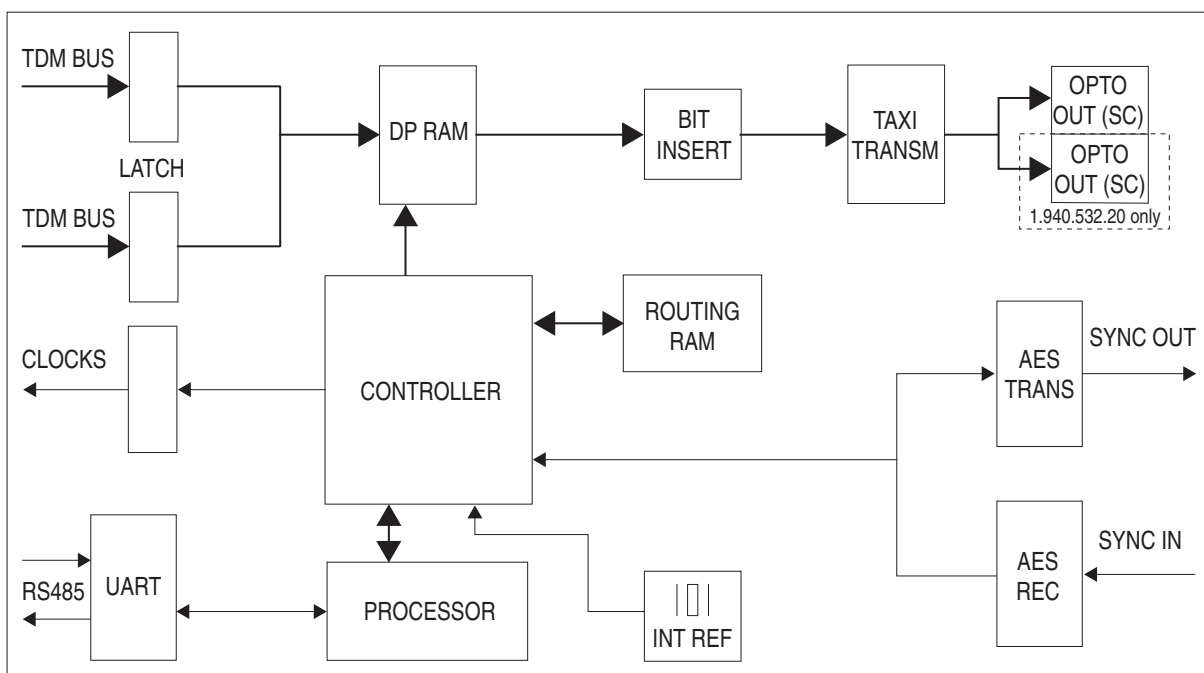 TDM BUS
LATCH
TDM BUS
DP RAM
BIT
INSERT
TAXI
TRANSM
OPTO
OUT (SC)
OPTO
OUT (SC)
1.940.532.20 only
CLOCKS
CONTROLLER
ROUTING
RAM
AES
TRANS
SYNC OUT
RS485
UART
PROCESSOR
INT REF
AES
REC
SYNC IN